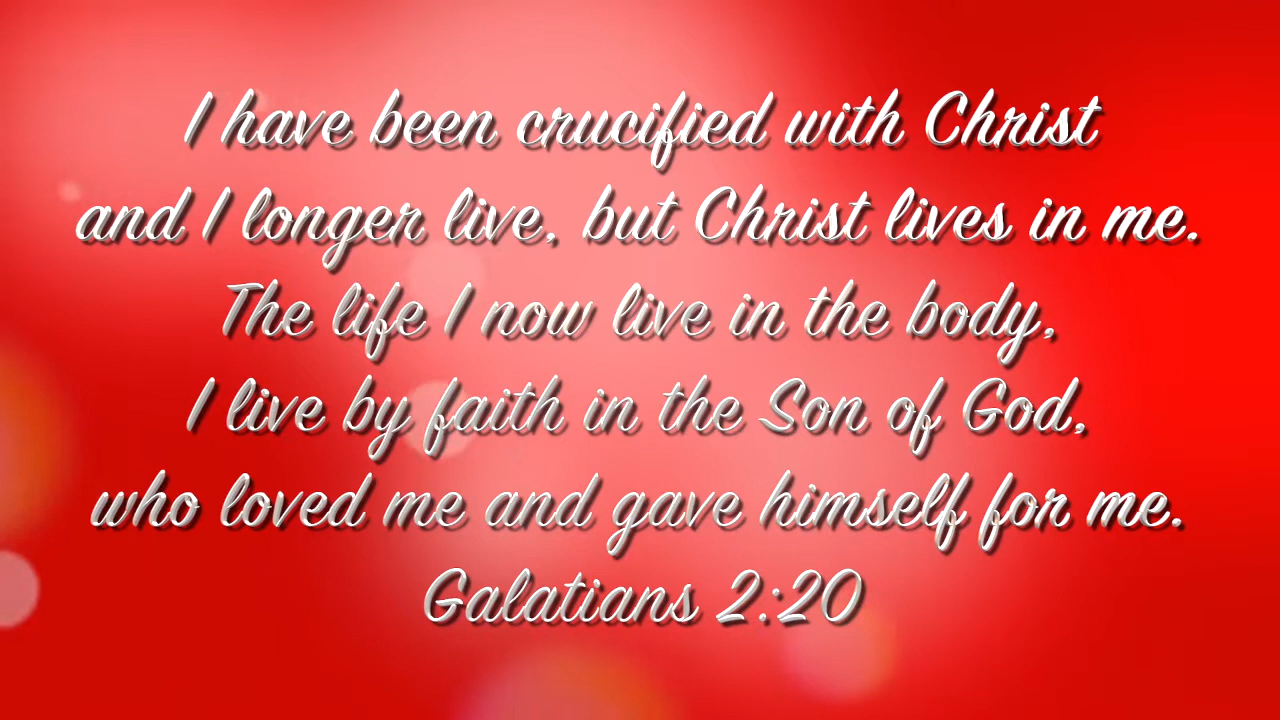 I have been crucified with Christ
and I longer live, but Christ lives in me.
The life I now live in the body,
I live by faith in the Son of God,
who loved me and gave himself for me.
Galatians 2:20